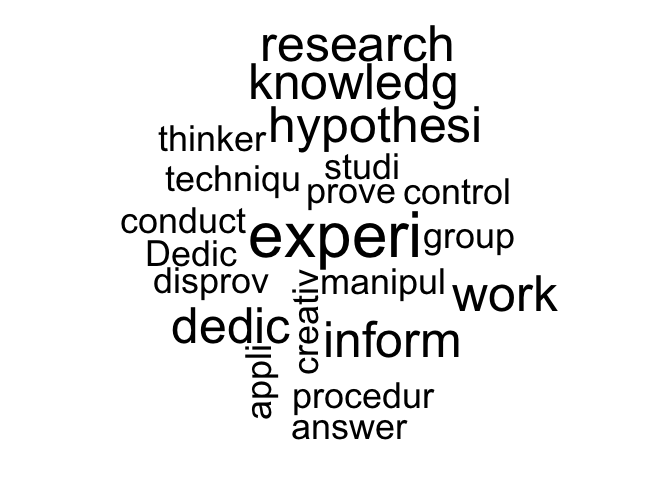 research
knowledg
thinker hypothesi
techniqu studi
prove control
conduct experi group
Dedic
disprov creativ manipul work
dedic inform
appli procedur
answer